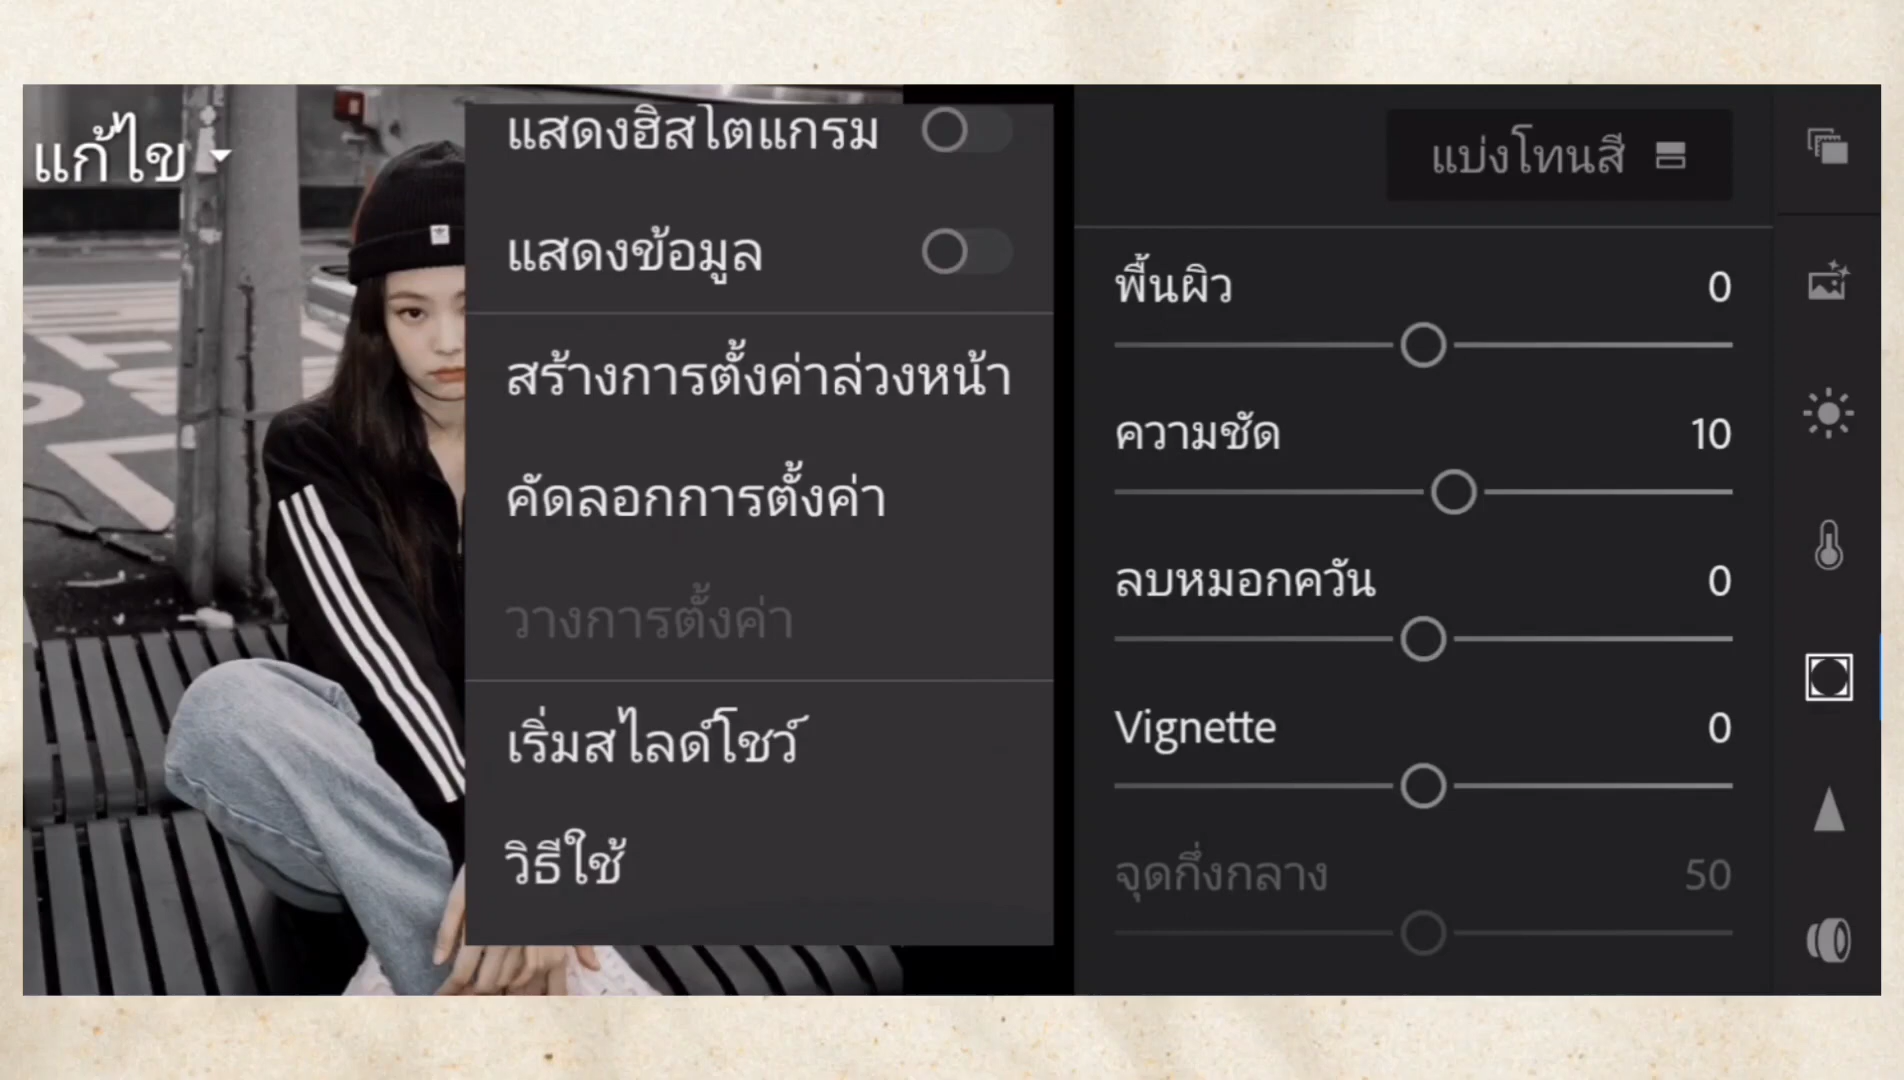 แก้ไข
แสดงฮิสโตแกรม
แสดงข้อมูล
สร้างการตั้งค่าล่วงหน้า
คัดลอกการตั้งค่า
วางการตั้งค่า
เริ่มสไลด์โชว์
วิธีใช้
แบ่งโทนสี
พื้นผิว 0
ความชัด 10
ลบหมอกควัน 0
Vignette 0
จุดกึ่งกลาง 50